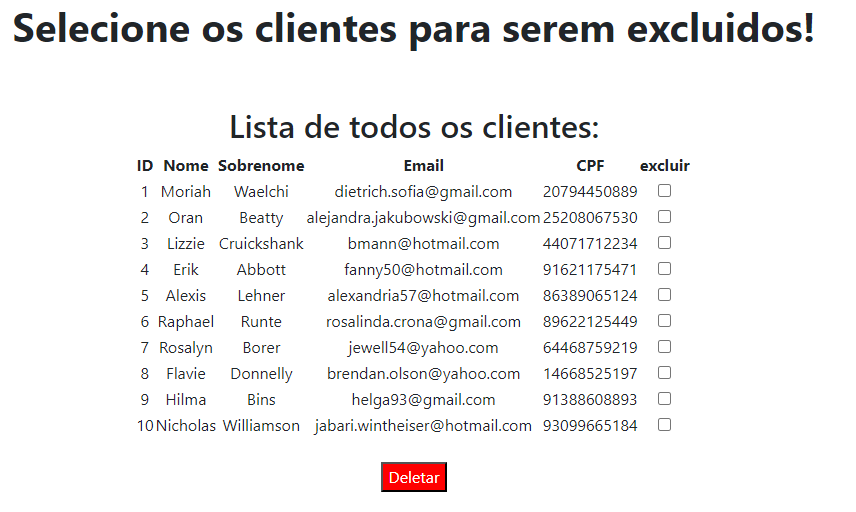 Selecione os clientes para serem excluidos!
Lista de todos os clientes:
ID Nome Sobrenome Email CPF excluir
1 Moriah Waelchi dietrich.sofia@gmail.com 20794450889
2 Oran Beatty alejandra.jakubowski@gmail.com 25208067530
3 Lizzie Cruickshank bmann@hotmail.com 44071712234
4 Erik Abbott fanny50@hotmail.com 91621175471
5 Alexis Lehner alexandria57@hotmail.com 86389065124
6 Raphael Runte rosalinda.crona@gmail.com 89622125449
7 Rosalyn Borer jewell54@yahoo.com 64468759219
8 Flavie Donnelly brendan.olson@yahoo.com 14668525197
9 Hilma Bins helga93@gmail.com 91388608893
10 Nicholas Williamson jabari.wintheiser@hotmail.com 93099665184
Deletar